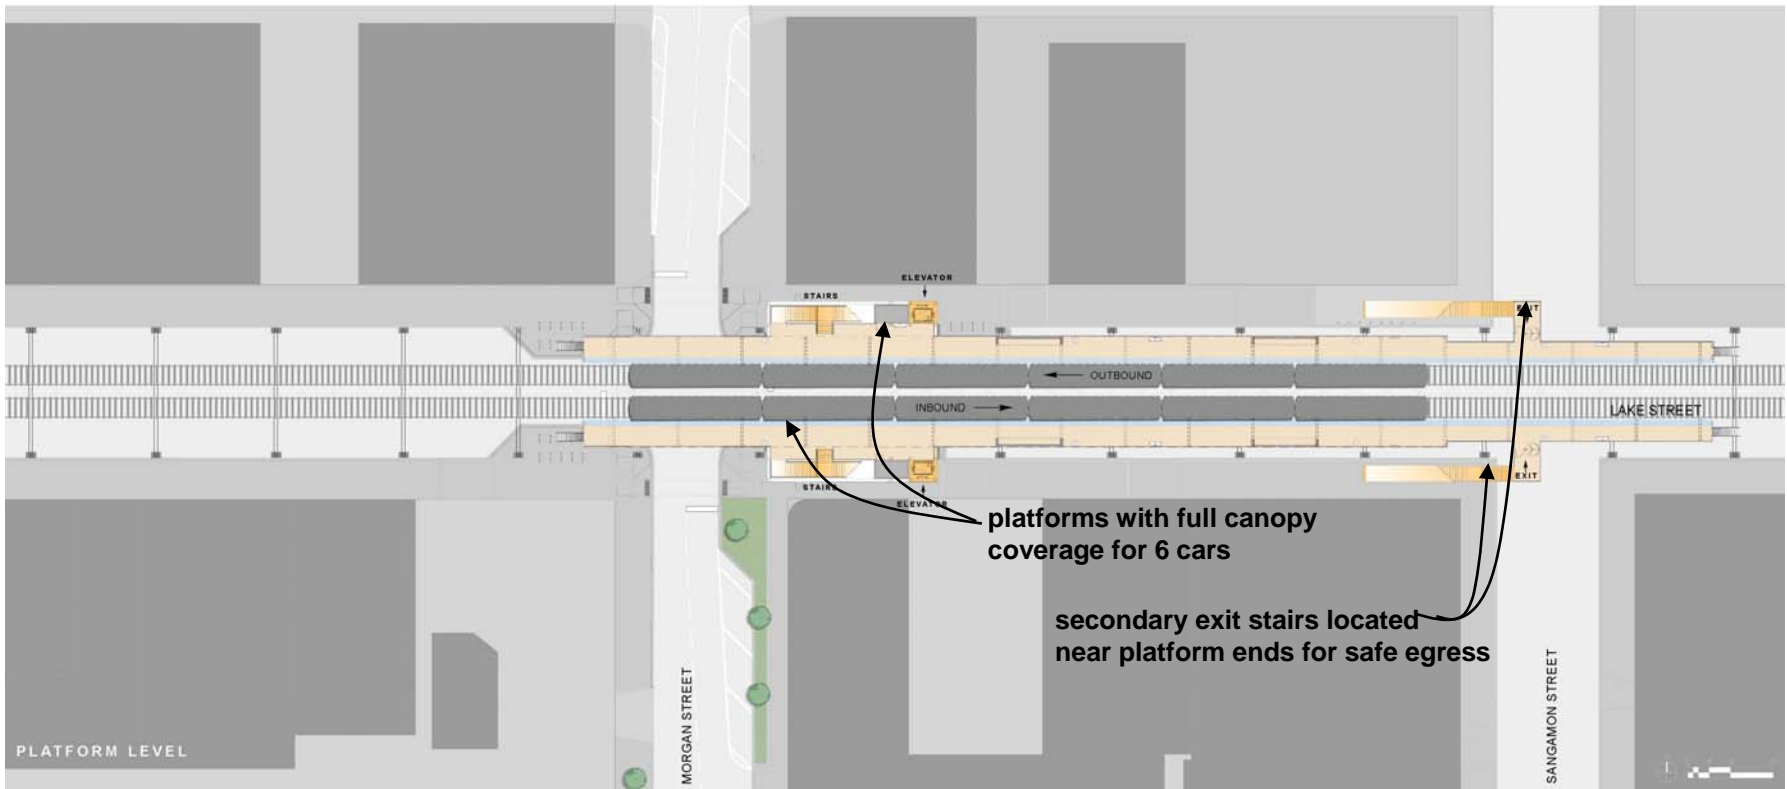 ELEVATOR
STAIRS
EXIT
OUTBOUND
INBOUND
LAKE STREET
STAIRS
ELEVATOR
EXIT
platforms with full canopy
coverage for 6 cars
secondary exit stairs located
near platform ends for safe egress
MORGAN STREET
SANGAMON STREET
PLATFORM LEVEL